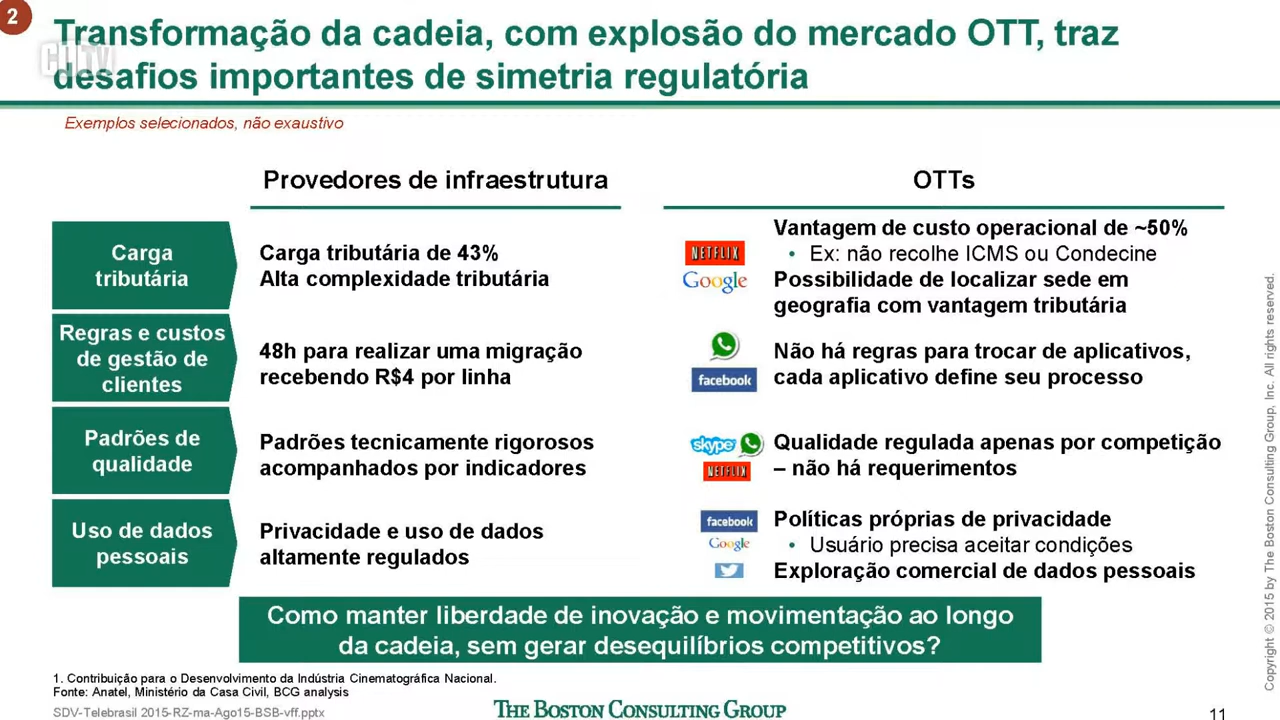 2
Transformação da cadeia, com explosão do mercado OTT, traz
desafios importantes de simetria regulatória
Exemplos selecionados, não exaustivo
Provedores de infraestrutura
OTTs
Carga
tributária
Carga tributária de 43%
Alta complexidade tributária
NETFLIX
Google
Vantagem de custo operacional de ~50%
• Ex: não recolhe ICMS ou Condecine
Possibilidade de localizar sede em
geografia com vantagem tributária
Regras e custos
de gestão de
clientes
48h para realizar uma migração
recebendo R$4 por linha
facebook
Não há regras para trocar de aplicativos,
cada aplicativo define seu processo
Padrões de
qualidade
Padrões tecnicamente rigorosos
acompanhados por indicadores
skype
NETFLIX
Qualidade regulada apenas por competição
– não há requerimentos
Uso de dados
pessoais
Privacidade e uso de dados
altamente regulados
facebook
Google
Políticas próprias de privacidade
• Usuário precisa aceitar condições
Exploração comercial de dados pessoais
Como manter liberdade de inovação e movimentação ao longo
da cadeia, sem gerar desequilíbrios competitivos?
1. Contribuição para o Desenvolvimento da Indústria Cinematográfica Nacional.
Fonte: Anatel, Ministério da Casa Civil, BCG analysis
SDV-Telebrasil 2015-RZ-ma-Ago15-BSB-vff.pptx
THE BOSTON CONSULTING GROUP
11
Copyright © 2015 by The Boston Consulting Group, Inc. All rights reserved.